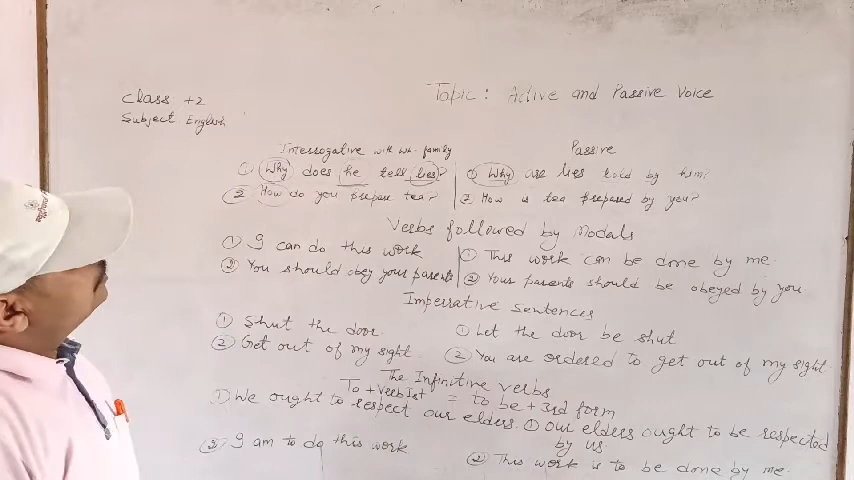 Class +2
Subject English
Topic: Active and Passive Voice
Interrogative with wh. family
Passive
① Why does he tell lies?
① Why are lies told by him?
② How do you prepare tea?
② How is tea prepared by you?
Verbs followed by Modals
① I can do this work
① This work can be done by me.
② You should obey your parents
② Your parents should be obeyed by you
Imperative Sentences
① Shut the door.
① Let the door be shut
② Get out of my sight.
② You are ordered to get out of my sight.
The Infinitive verbs
To + Verb Ist = to be + 3rd form
① We ought to respect our elders.
① our elders ought to be respected
by us.
② I am to do this work
② This work is to be done by me.